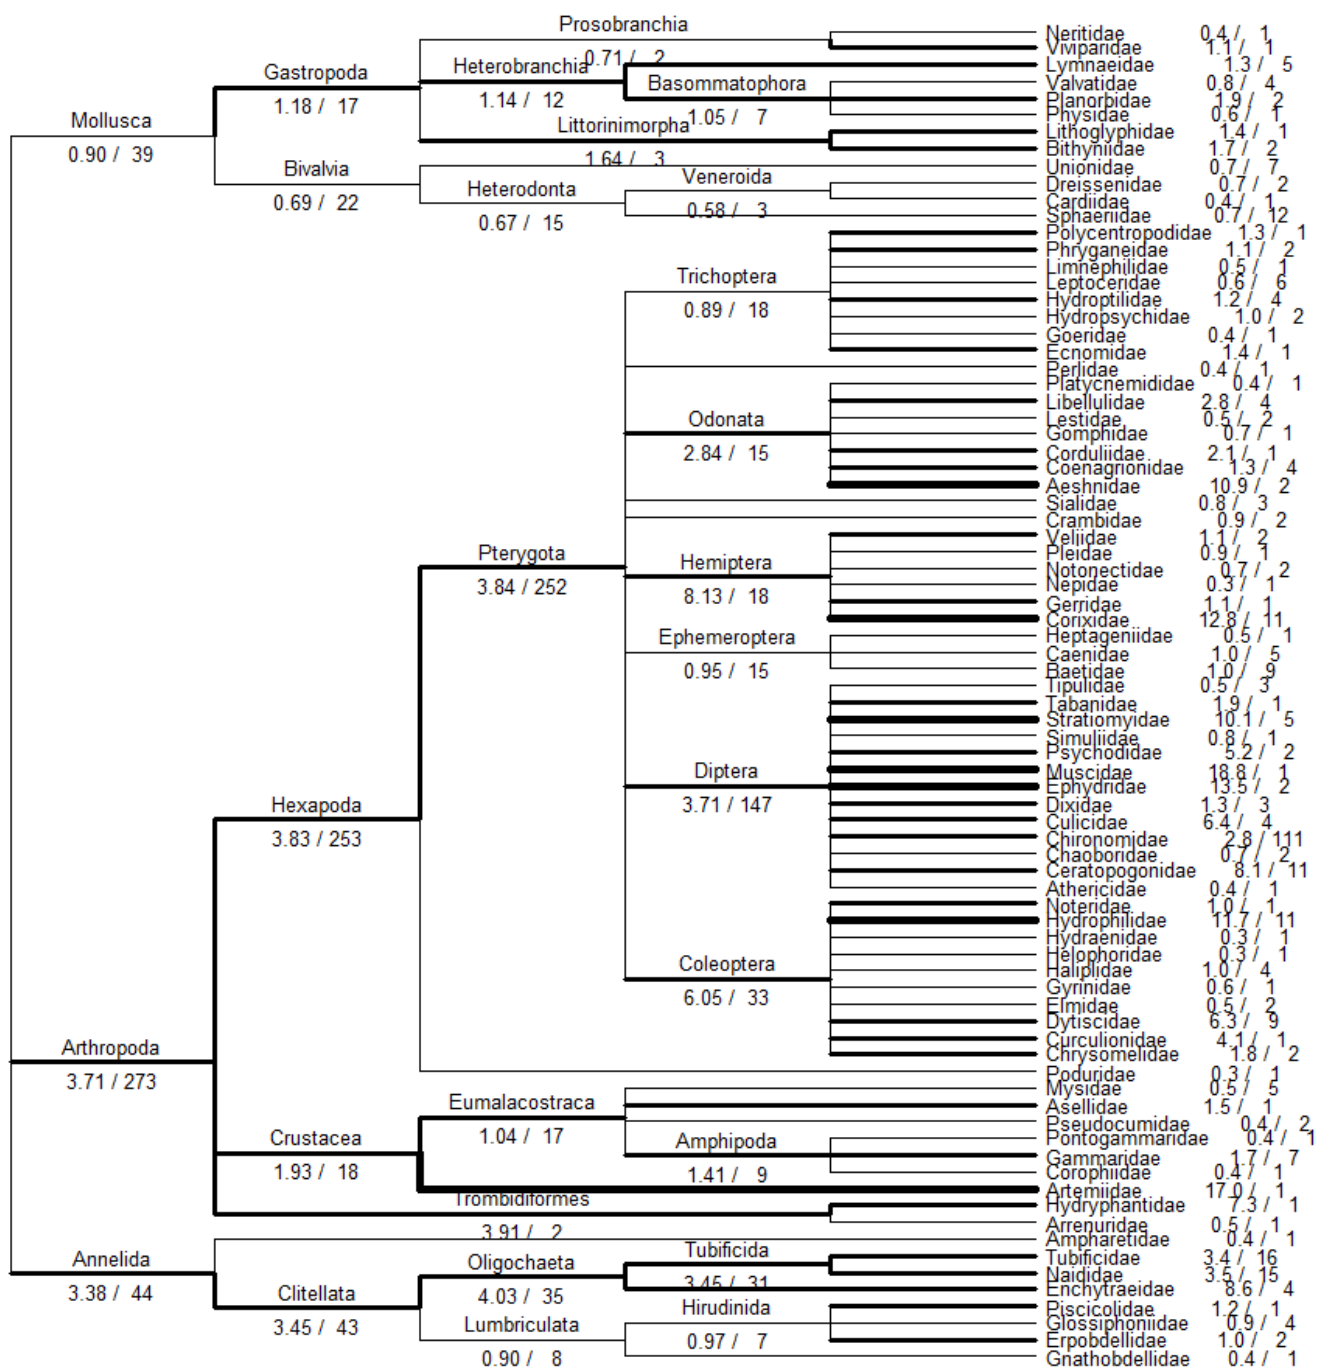 Prosobranchia
0.71 / 2
Gastropoda
1.18 / 17
Heterobranchia
1.14 / 12
Basommatophora
1.05 / 7
Littorinimorpha
1.64 / 3
Mollusca
0.90 / 39
Bivalvia
0.69 / 22
Heterodonta
0.67 / 15
Veneroida
0.58 / 3
Trichoptera
0.89 / 18
Odonata
2.84 / 15
Pterygota
3.84 / 252
Hemiptera
8.13 / 18
Ephemeroptera
0.95 / 15
Diptera
3.71 / 147
Hexapoda
3.83 / 253
Coleoptera
6.05 / 33
Arthropoda
3.71 / 273
Eumalacostraca
1.04 / 17
Crustacea
1.93 / 18
Amphipoda
1.41 / 9
Trombidiformes
3.91 / 2
Annelida
3.38 / 44
Clitellata
3.45 / 43
Oligochaeta
4.03 / 35
Tubificida
3.45 / 31
Lumbriculata
0.90 / 8
Hirudinida
0.97 / 7
Neritidae 0.4 / 1
Viviparidae 1.1 / 1
Lymnaeidae 1.3 / 5
Valvatidae 0.8 / 4
Planorbidae 1.9 / 2
Physidae 0.6 / 1
Lithoglyphidae 1.4 / 1
Bithyniidae 1.7 / 2
Unionidae 0.7 / 7
Dreissenidae 0.7 / 2
Cardiidae 0.4 / 1
Sphaeriidae 0.7 / 12
Polycentropodidae 1.3 / 1
Phryganeidae 1.1 / 2
Limnephilidae 0.5 / 1
Leptoceridae 0.6 / 6
Hydroptilidae 1.2 / 4
Hydropsychidae 1.0 / 2
Goeridae 0.4 / 1
Ecnomidae 1.4 / 1
Perlidae 0.4 / 1
Platycnemididae 0.4 / 1
Libellulidae 2.8 / 4
Lestidae 0.5 / 2
Gomphidae 0.7 / 1
Corduliidae 2.1 / 1
Coenagrionidae 1.3 / 4
Aeshnidae 10.9 / 2
Sialidae 0.8 / 3
Crambidae 0.9 / 2
Veliidae 1.1 / 2
Pleidae 0.9 / 1
Notonectidae 0.7 / 2
Nepidae 0.3 / 1
Gerridae 1.1 / 1
Corixidae 12.8 / 11
Heptageniidae 0.5 / 1
Caenidae 1.0 / 5
Baetidae 1.0 / 9
Tipulidae 0.5 / 3
Tabanidae 1.9 / 1
Stratiomyidae 10.1 / 5
Simuliidae 0.8 / 1
Psychodidae 5.2 / 2
Muscidae 18.8 / 1
Ephydridae 13.5 / 2
Dixidae 1.3 / 3
Culicidae 6.4 / 4
Chironomidae 2.8 / 111
Chaoboridae 0.7 / 2
Ceratopogonidae 8.1 / 11
Athericidae 0.4 / 1
Noteridae 1.0 / 1
Hydrophilidae 11.7 / 11
Hydraenidae 0.3 / 1
Helophoridae 0.3 / 1
Haliplidae 1.0 / 4
Gyrinidae 0.6 / 1
Elmidae 0.5 / 2
Dytiscidae 6.3 / 9
Curculionidae 4.1 / 1
Chrysomelidae 1.8 / 2
Poduridae 0.3 / 1
Mysidae 0.5 / 5
Asellidae 1.5 / 1
Pseudocumidae 0.4 / 2
Pontogammaridae 0.4 / 1
Gammaridae 1.7 / 7
Corophiidae 0.4 / 1
Artemiidae 17.0 / 1
Hydryphantidae 7.3 / 1
Arrenuridae 0.5 / 1
Ampharetidae 0.4 / 1
Tubificidae 3.4 / 16
Naididae 3.5 / 15
Enchytraeidae 8.6 / 4
Piscicolidae 1.2 / 1
Glossiphoniidae 0.9 / 4
Erpobdellidae 1.0 / 2
Gnathobdellidae 0.4 / 1